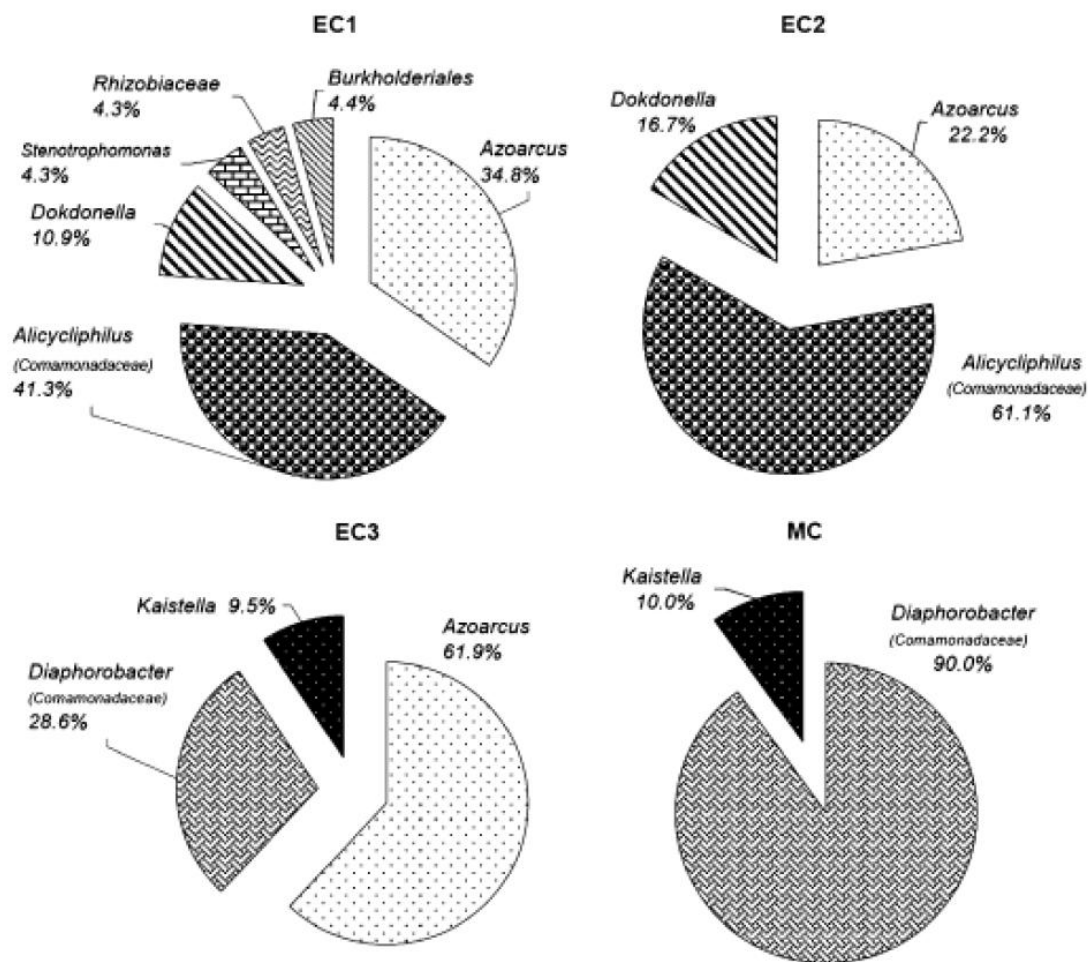 EC1
Rhizobiaceae
4.3%
Burkholderiales
4.4%
Stenotrophomonas
4.3%
Azoarcus
34.8%
Dokdonella
10.9%
Alicycliphilus
(Comamonadaceae)
41.3%
EC2
Dokdonella
16.7%
Azoarcus
22.2%
Alicycliphilus
(Comamonadaceae)
61.1%
EC3
Kaistella 9.5%
Azoarcus
61.9%
Diaphorobacter
(Comamonadaceae)
28.6%
MC
Kaistella
10.0%
Diaphorobacter
(Comamonadaceae)
90.0%